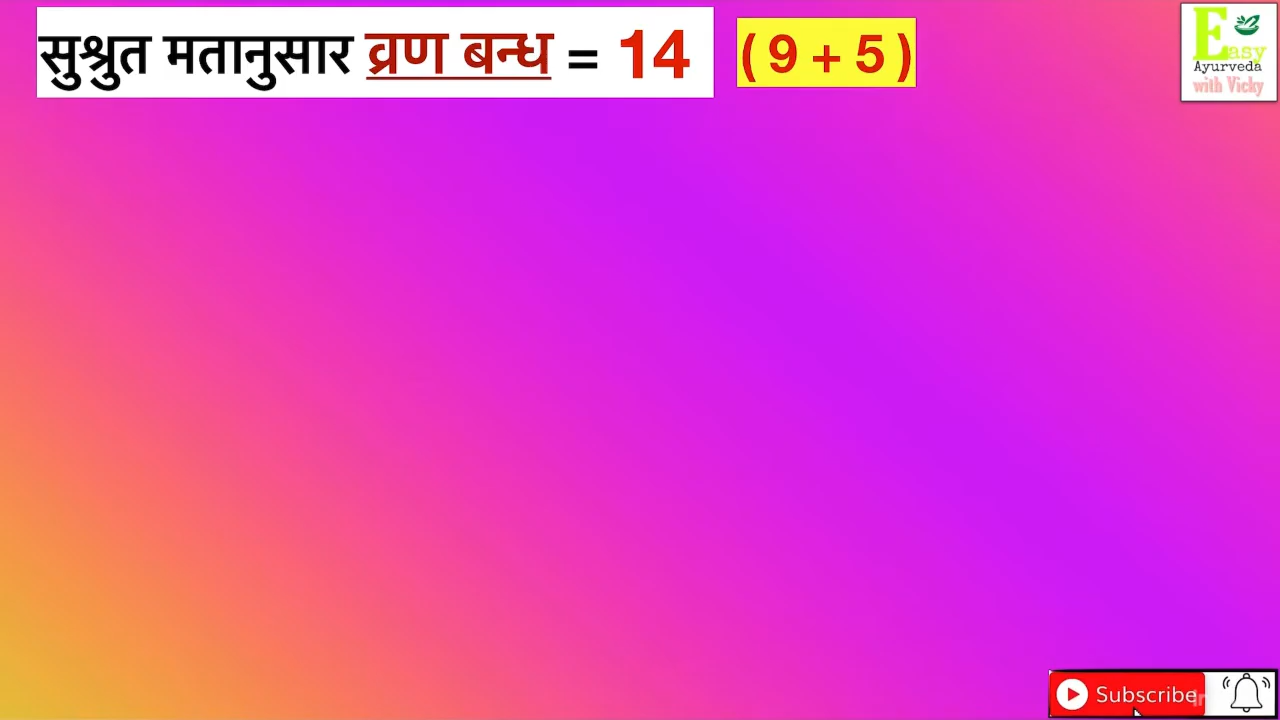 सुश्रुत मतानुसार व्रण बन्ध = 14 ( 9 + 5 )
Easy
Ayurveda
with Vicky
Subscribe